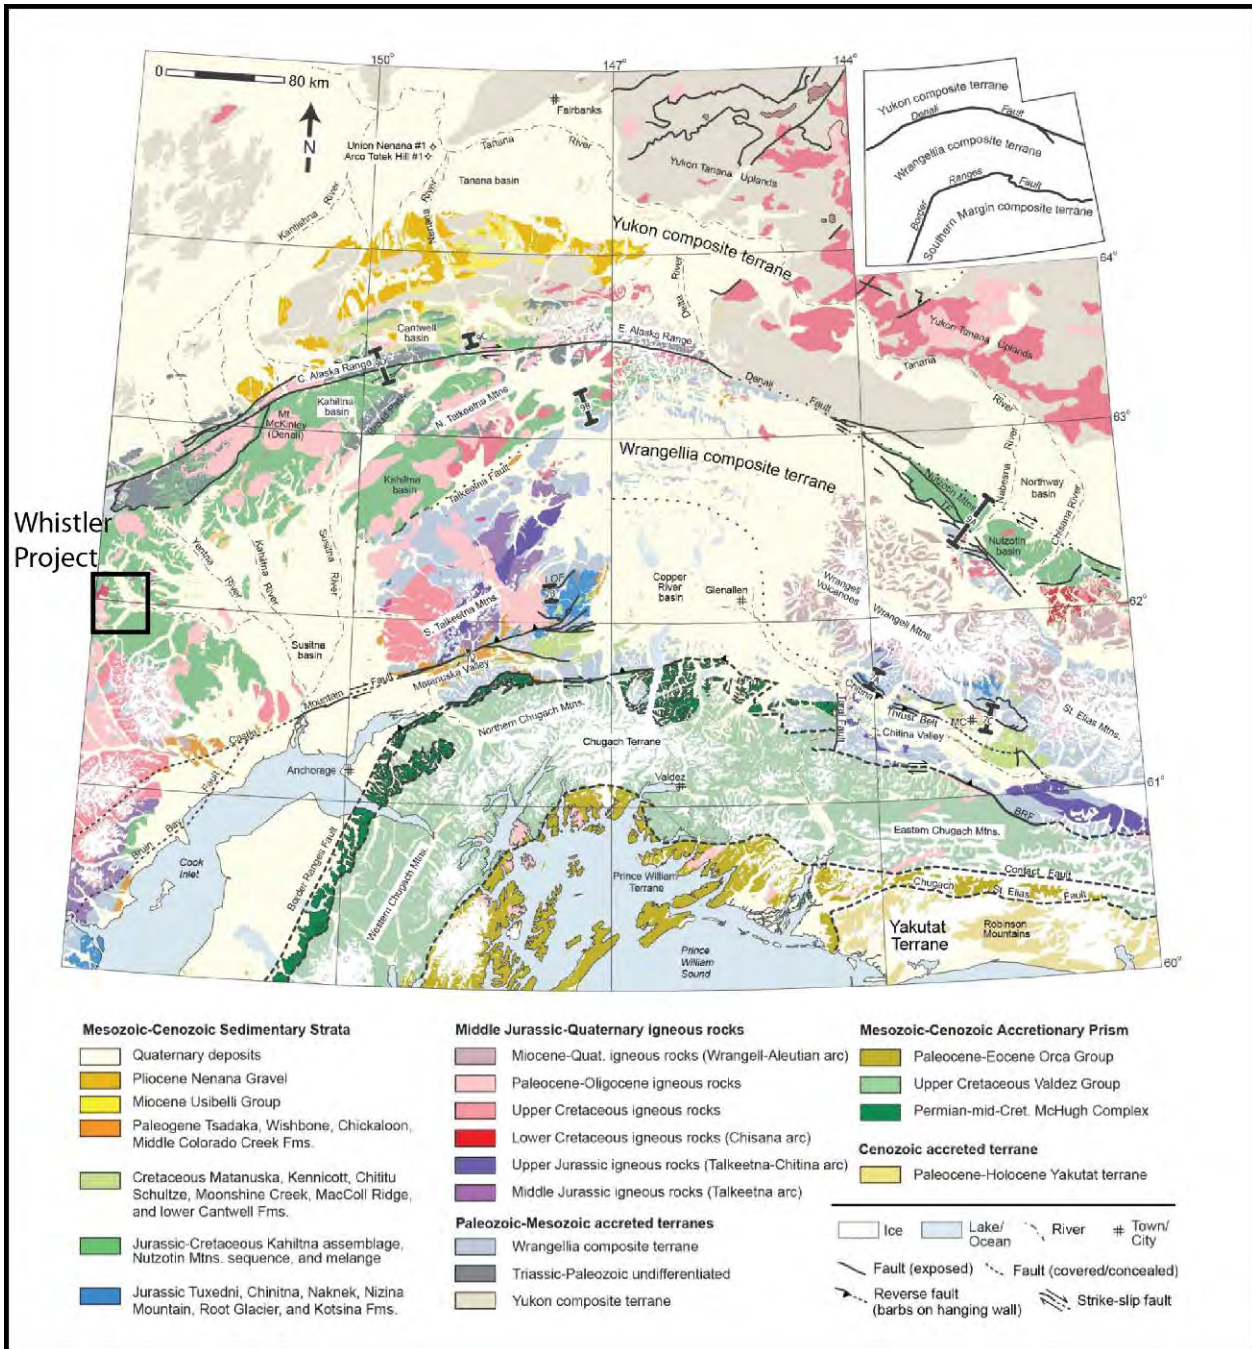 150°
147°
144°
0
80 km
N
Fairbanks
Union Nenana #1
Arco Totek Hill #1
Tanana
River
Tanana basin
Kantishna
River
Nenana
River
Yukon Tanana Uplands
Yukon composite terrane
Denali
Fault
Wrangellia composite terrane
Border
Ranges
Fault
Southern Margin composite terrane
64°
Yukon composite terrane
Delta
River
Yukon Tanana Uplands
Tanana
River
Cantwell
basin
9C
C. Alaska Range
E. Alaska Range
Denali
Fault
63°
Kahiltna
basin
Mt.
McKinley
(Denali)
N. Talkeetna Mtns.
9B
Wrangellia composite terrane
Kahiltna
basin
Talkeetna Fault
Nutzotin Mtns.
Nabesna
River
Northway
basin
Chisana River
TF
9A
Nutzotin
basin
Whistler
Project
Yentna
River
Kahiltna
River
Susitna
River
Susitna
basin
S. Talkeetna Mtns.
Copper
River
basin
Glenallen
Wrangell
Volcanoes
Wrangell Mtns.
62°
Matanuska Valley
Castle
Mountain
Fault
Northern Chugach Mtns.
Chugach Terrane
Chitina
Thrust Belt
Chitina Valley
MC
7C
St. Elias Mtns.
Anchorage
Valdez
61°
BRF
Eastern Chugach Mtns.
Bruin
Bay
Fault
Cook
Inlet
Border Ranges Fault
Western Chugach Mtns.
Prince William
Terrane
Contact Fault
Chugach
St. Elias
Fault
Yakutat
Terrane
Robinson
Mountains
Prince
William
Sound
60°
Mesozoic-Cenozoic Sedimentary Strata
Quaternary deposits
Pliocene Nenana Gravel
Miocene Usibelli Group
Paleogene Tsadaka, Wishbone, Chickaloon,
Middle Colorado Creek Fms.
Cretaceous Matanuska, Kennicott, Chititu
Schultze, Moonshine Creek, MacColl Ridge,
and lower Cantwell Fms.
Jurassic-Cretaceous Kahiltna assemblage,
Nutzotin Mtns. sequence, and melange
Jurassic Tuxedni, Chinitna, Naknek, Nizina
Mountain, Root Glacier, and Kotsina Fms.
Middle Jurassic-Quaternary igneous rocks
Miocene-Quat. igneous rocks (Wrangell-Aleutian arc)
Paleocene-Oligocene igneous rocks
Upper Cretaceous igneous rocks
Lower Cretaceous igneous rocks (Chisana arc)
Upper Jurassic igneous rocks (Talkeetna-Chitina arc)
Middle Jurassic igneous rocks (Talkeetna arc)
Paleozoic-Mesozoic accreted terranes
Wrangellia composite terrane
Triassic-Paleozoic undifferentiated
Yukon composite terrane
Mesozoic-Cenozoic Accretionary Prism
Paleocene-Eocene Orca Group
Upper Cretaceous Valdez Group
Permian-mid-Cret. McHugh Complex
Cenozoic accreted terrane
Paleocene-Holocene Yakutat terrane
Ice
Lake/
Ocean
River
Town/
City
Fault (exposed)
Fault (covered/concealed)
Reverse fault
(barbs on hanging wall)
Strike-slip fault